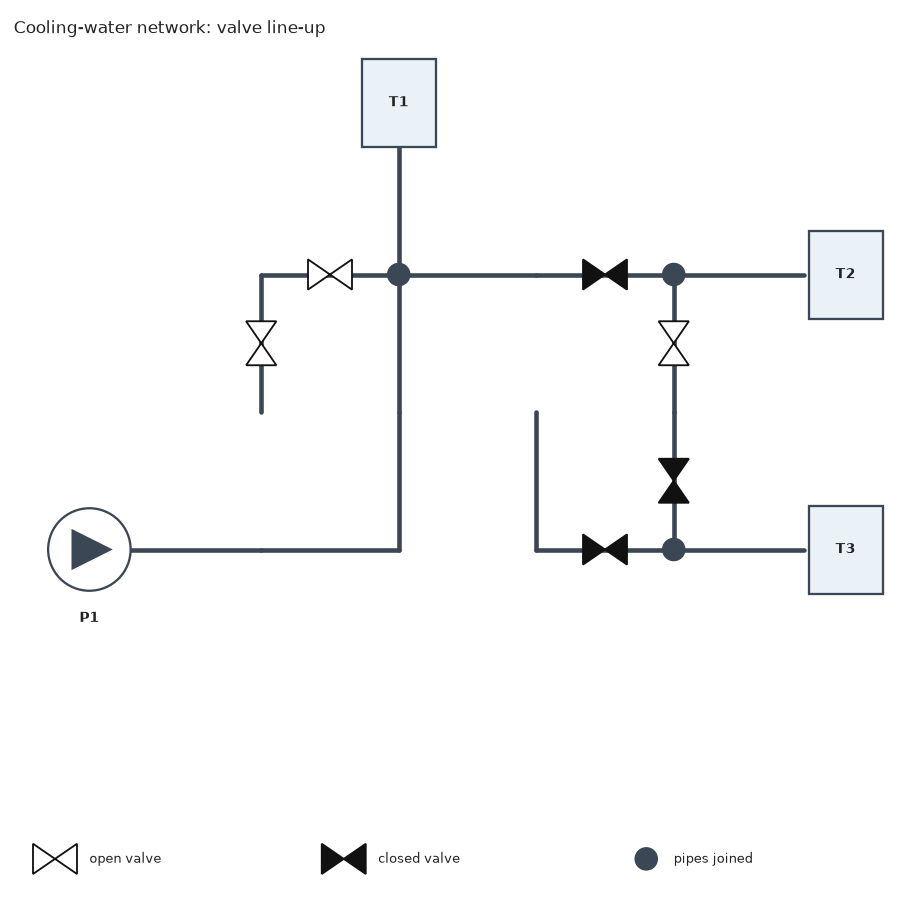 Cooling-water network: valve line-up
T1
T2
T3
P1
open valve
closed valve
pipes joined